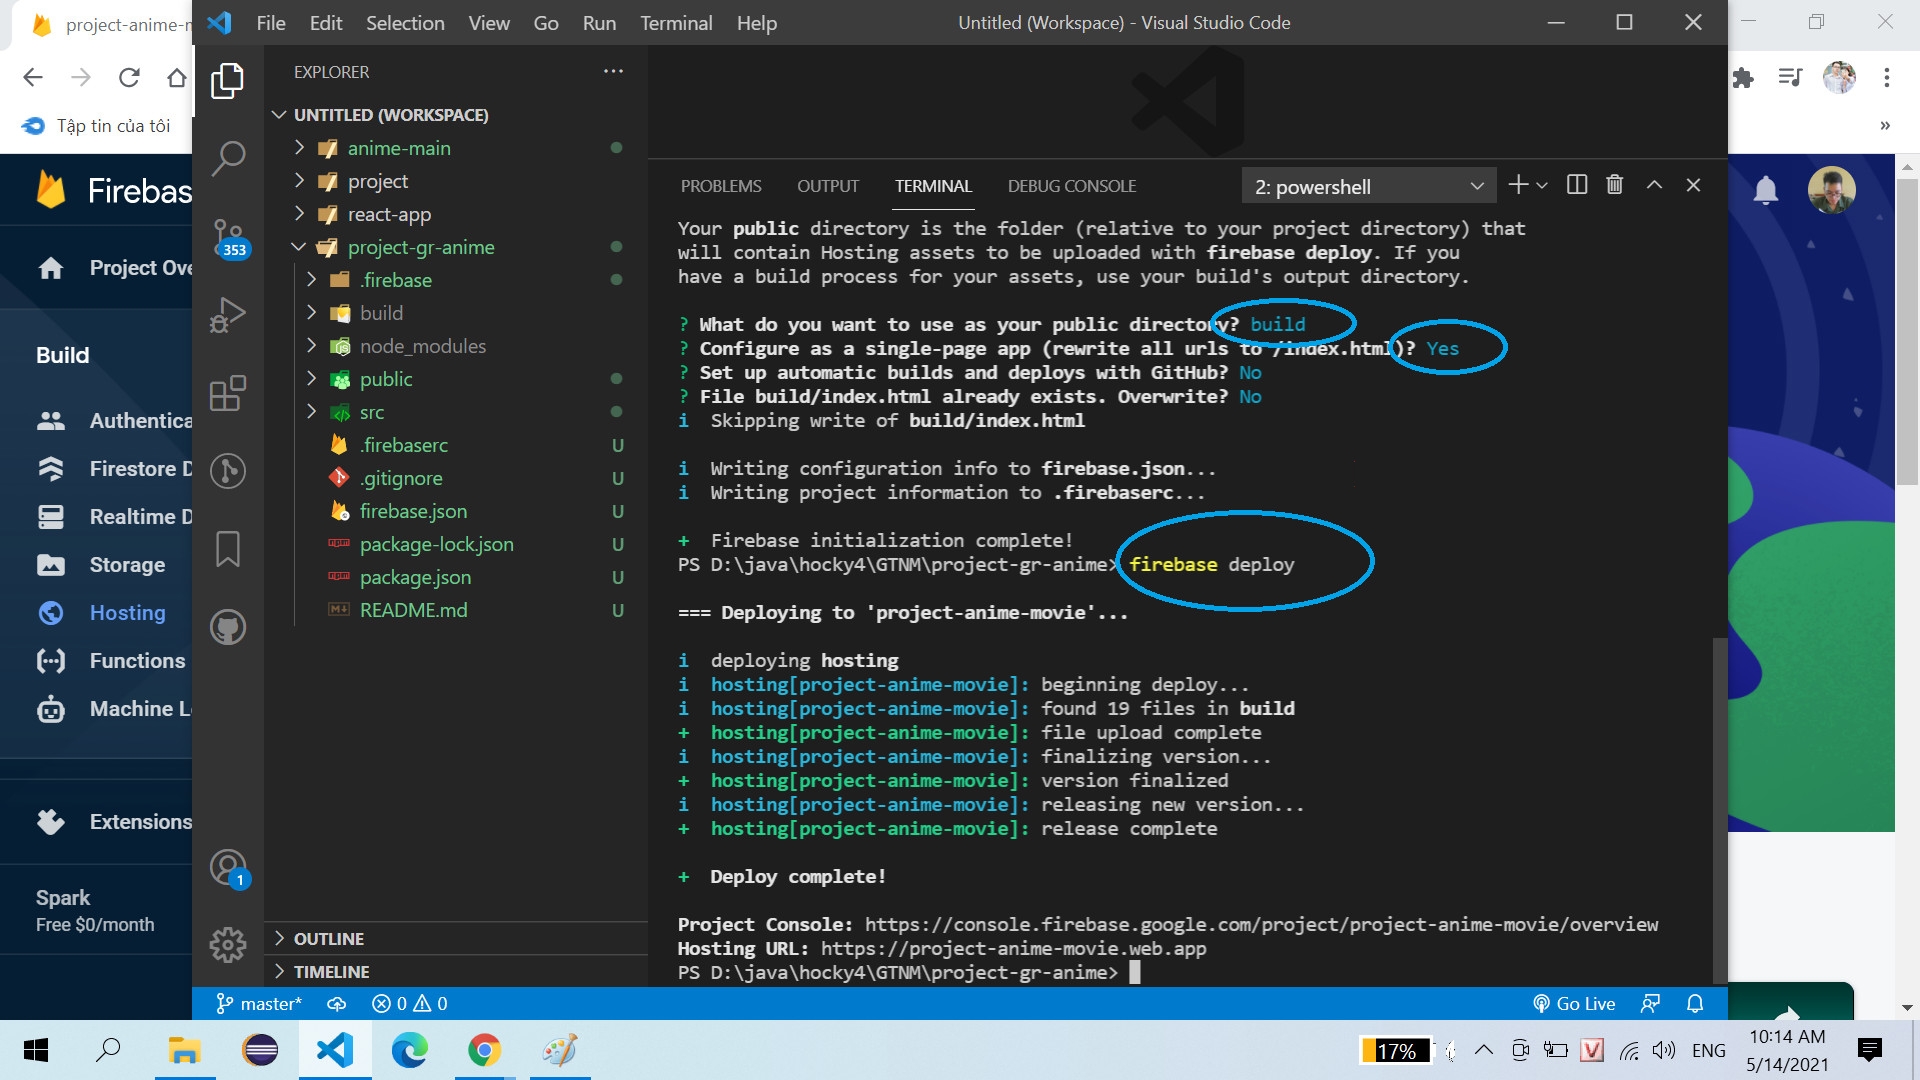 project-anime-m
File Edit Selection View Go Run Terminal Help
Untitled (Workspace) - Visual Studio Code
Tập tin của tôi
»
Firebas
Project Ove
Build
Authentica
Firestore D
Realtime D
Storage
Hosting
Functions
Machine L
Extensions
Spark
Free $0/month
353
1
EXPLORER
UNTITLED (WORKSPACE)
anime-main
project
react-app
project-gr-anime
.firebase
build
node_modules
public
src
.firebaserc U
.gitignore U
firebase.json U
package-lock.json U
package.json U
README.md U
OUTLINE
TIMELINE
PROBLEMS OUTPUT TERMINAL DEBUG CONSOLE 2: powershell
Your public directory is the folder (relative to your project directory) that
will contain Hosting assets to be uploaded with firebase deploy. If you
have a build process for your assets, use your build's output directory.
? What do you want to use as your public directory? build
? Configure as a single-page app (rewrite all urls to /index.html)? Yes
? Set up automatic builds and deploys with GitHub? No
? File build/index.html already exists. Overwrite? No
i Skipping write of build/index.html
i Writing configuration info to firebase.json...
i Writing project information to .firebaserc...
+ Firebase initialization complete!
PS D:\java\hocky4\GTNM\project-gr-anime> firebase deploy
=== Deploying to 'project-anime-movie'...
i deploying hosting
i hosting[project-anime-movie]: beginning deploy...
i hosting[project-anime-movie]: found 19 files in build
+ hosting[project-anime-movie]: file upload complete
i hosting[project-anime-movie]: finalizing version...
+ hosting[project-anime-movie]: version finalized
i hosting[project-anime-movie]: releasing new version...
+ hosting[project-anime-movie]: release complete
+ Deploy complete!
Project Console: https://console.firebase.google.com/project/project-anime-movie/overview
Hosting URL: https://project-anime-movie.web.app
PS D:\java\hocky4\GTNM\project-gr-anime>
master* 0 0 Go Live
17% V ENG
10:14 AM
5/14/2021